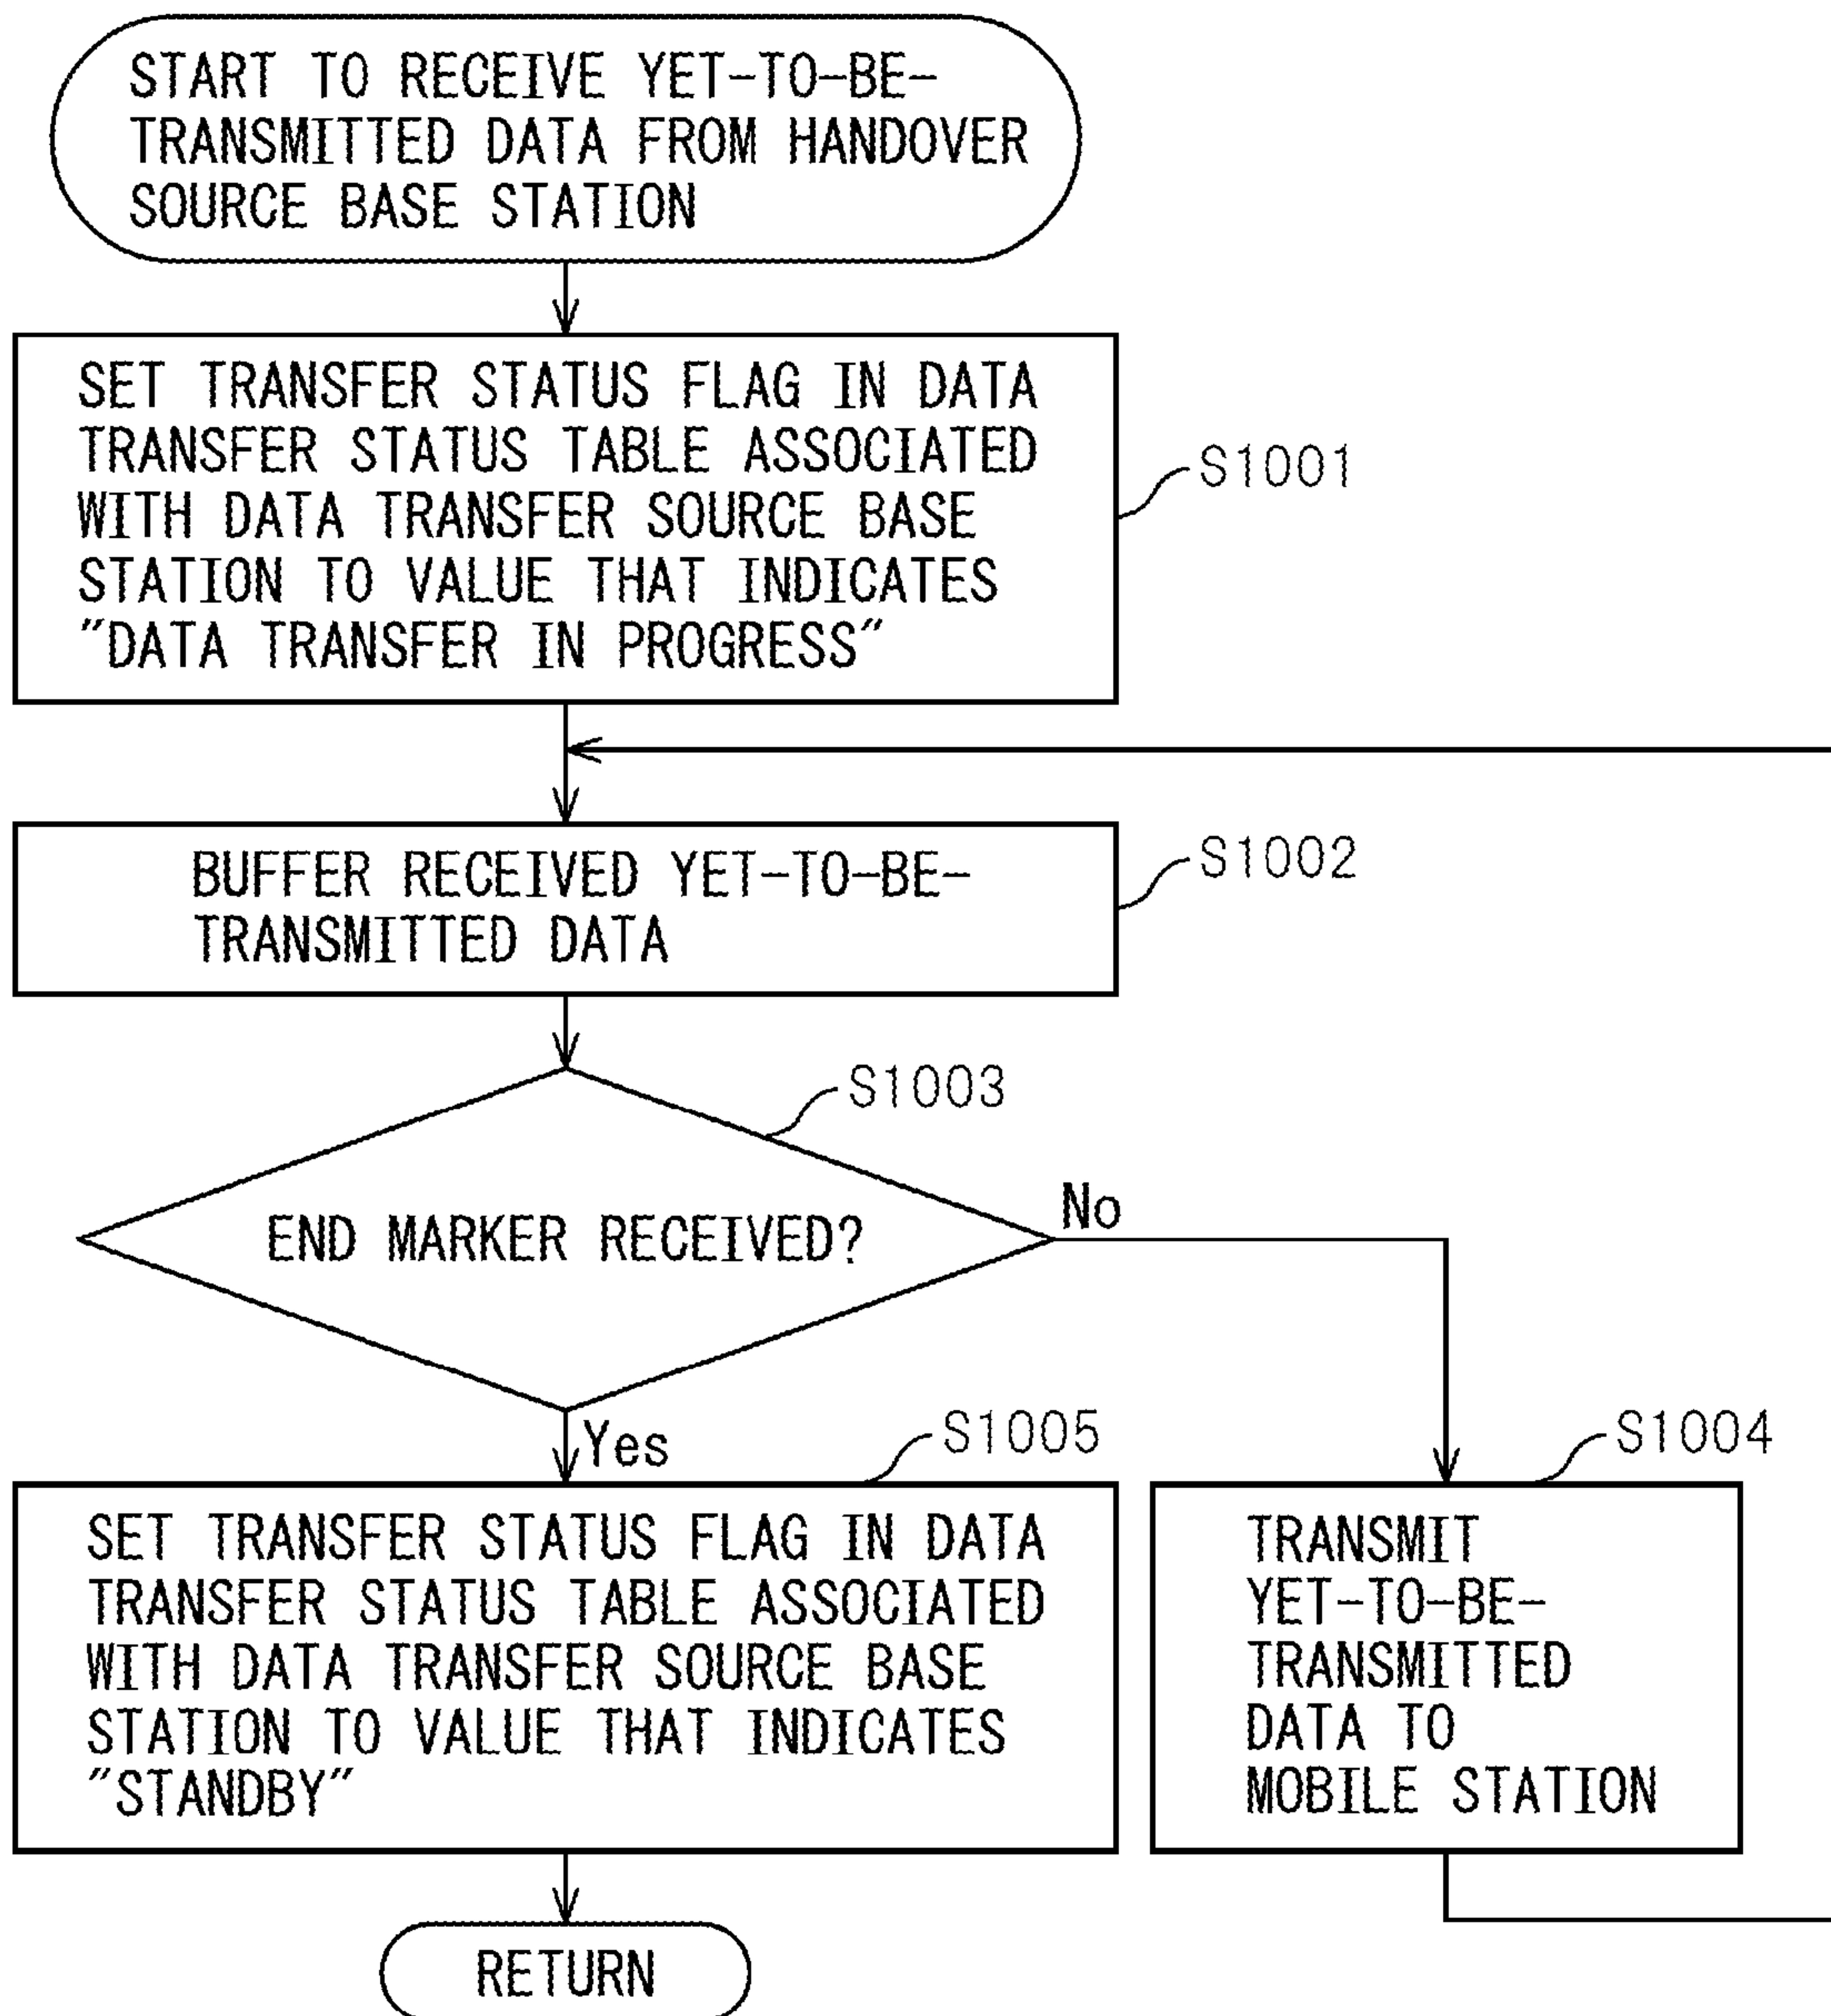 START TO RECEIVE YET-TO-BE-
TRANSMITTED DATA FROM HANDOVER
SOURCE BASE STATION
SET TRANSFER STATUS FLAG IN DATA
TRANSFER STATUS TABLE ASSOCIATED
WITH DATA TRANSFER SOURCE BASE
STATION TO VALUE THAT INDICATES
"DATA TRANSFER IN PROGRESS"
S1001
BUFFER RECEIVED YET-TO-BE-
TRANSMITTED DATA
S1002
S1003
END MARKER RECEIVED?
No
Yes
S1005
SET TRANSFER STATUS FLAG IN DATA
TRANSFER STATUS TABLE ASSOCIATED
WITH DATA TRANSFER SOURCE BASE
STATION TO VALUE THAT INDICATES
"STANDBY"
S1004
TRANSMIT
YET-TO-BE-
TRANSMITTED
DATA TO
MOBILE STATION
RETURN